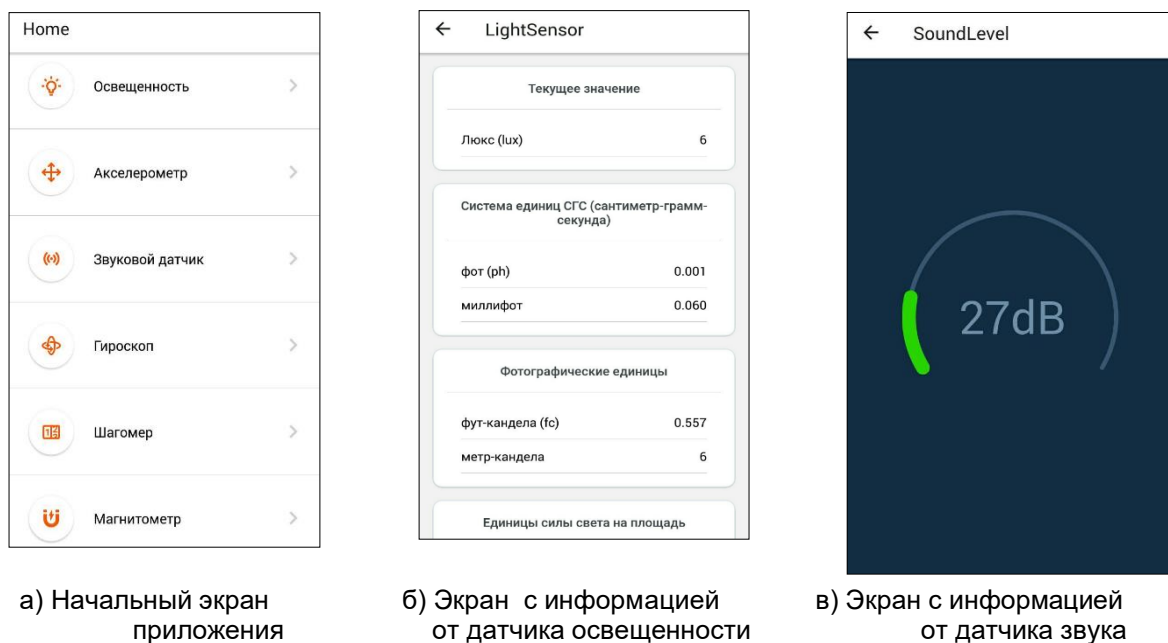 Home
Освещенность
Акселерометр
Звуковой датчик
Гироскоп
Шагомер
Магнитометр
LightSensor
Текущее значение
Люкс (lux) 6
Система единиц СГС (сантиметр-грамм-
секунда)
фот (ph) 0.001
миллифот 0.060
Фотографические единицы
фут-кандела (fc) 0.557
метр-кандела 6
Единицы силы света на площадь
SoundLevel
27dB
а) Начальный экран
приложения
б) Экран с информацией
от датчика освещенности
в) Экран с информацией
от датчика звука